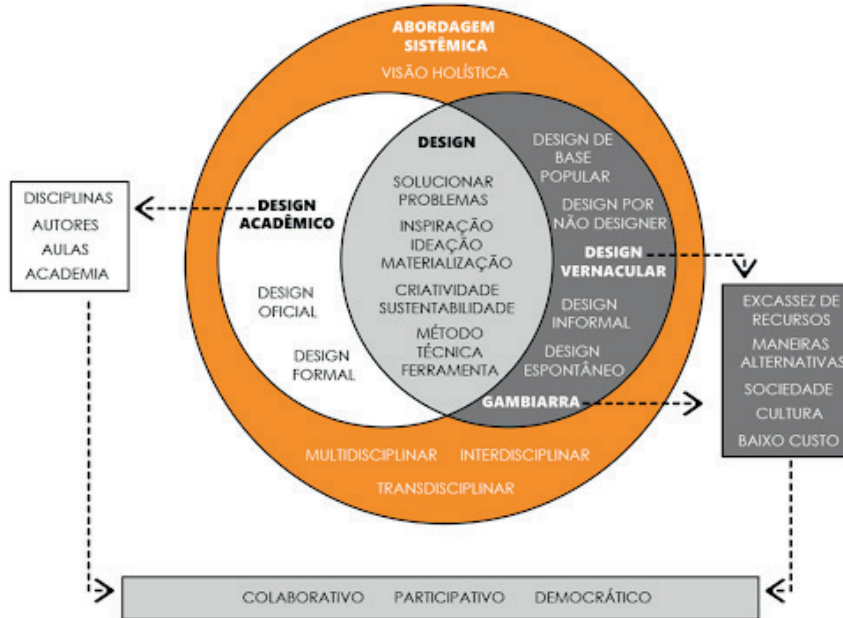 ABORDAGEM
SISTÊMICA
VISÃO HOLÍSTICA
DESIGN
ACADÊMICO
DESIGN
OFICIAL
DESIGN
FORMAL
DESIGN
SOLUCIONAR
PROBLEMAS
INSPIRAÇÃO
IDEAÇÃO
MATERIALIZAÇÃO
CRIATIVIDADE
SUSTENTABILIDADE
MÉTODO
TÉCNICA
FERRAMENTA
DESIGN DE
BASE
POPULAR
DESIGN POR
NÃO DESIGNER
DESIGN
VERNACULAR
DESIGN
INFORMAL
DESIGN
ESPONTÂNEO
GAMBIARRA
MULTIDISCIPLINAR INTERDISCIPLINAR
TRANSDISCIPLINAR
DISCIPLINAS
AUTORES
AULAS
ACADEMIA
EXCASSEZ DE
RECURSOS
MANEIRAS
ALTERNATIVAS
SOCIEDADE
CULTURA
BAIXO CUSTO
COLABORATIVO PARTICIPATIVO DEMOCRÁTICO